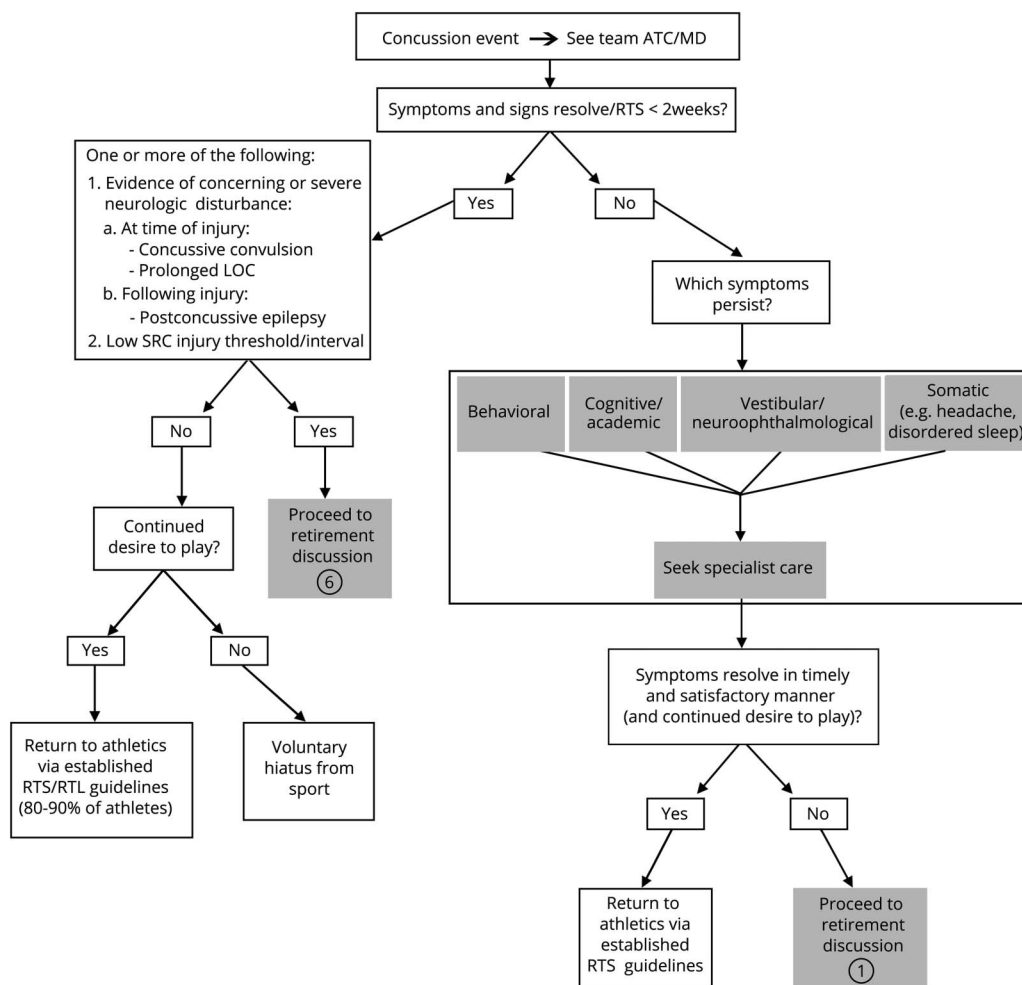 Concussion event → See team ATC/MD
Symptoms and signs resolve/RTS < 2weeks?
One or more of the following:
1. Evidence of concerning or severe
neurologic disturbance:
a. At time of injury:
- Concussive convulsion
- Prolonged LOC
b. Following injury:
- Postconcussive epilepsy
2. Low SRC injury threshold/interval
Yes
No
Which symptoms
persist?
Behavioral
Cognitive/
academic
Vestibular/
neuroophthalmological
Somatic
(e.g. headache,
disordered sleep)
No
Yes
Continued
desire to play?
Proceed to
retirement
discussion
⑥
Seek specialist care
Yes
No
Symptoms resolve in timely
and satisfactory manner
(and continued desire to play)?
Return to athletics
via established
RTS/RTL guidelines
(80-90% of athletes)
Voluntary
hiatus from
sport
Yes
No
Return to
athletics via
established
RTS guidelines
Proceed to
retirement
discussion
①